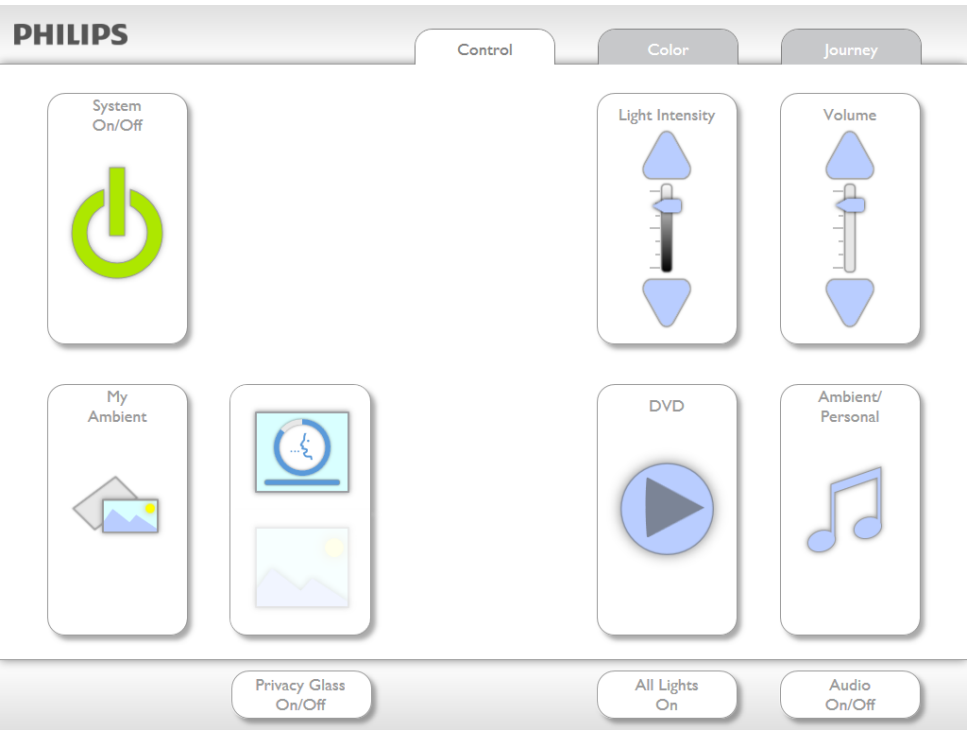 PHILIPS
Control
Color
Journey
System
On/Off
Light Intensity
Volume
My
Ambient
DVD
Ambient/
Personal
Privacy Glass
On/Off
All Lights
On
Audio
On/Off